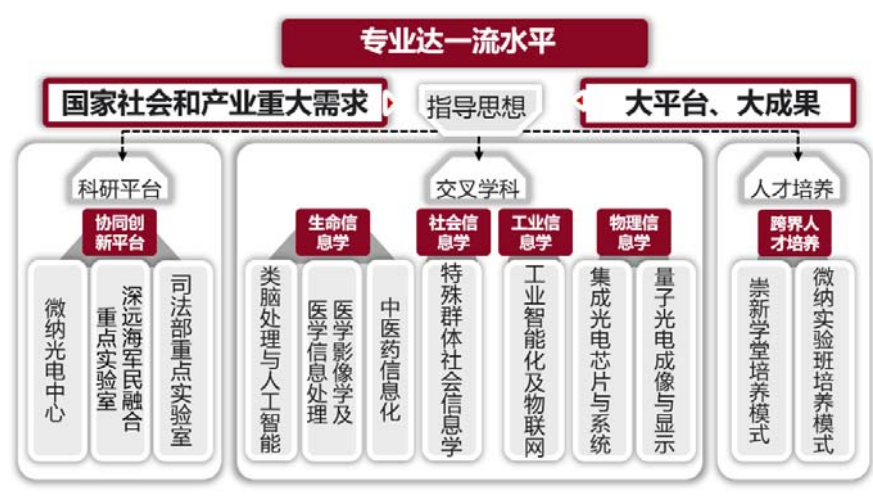 专业达一流水平
国家社会和产业重大需求
指导思想
大平台、大成果
科研平台
协同创
新平台
微纳光电中心
深远海军民融合
重点实验室
司法部重点实验室
交叉学科
生命信
息学
类脑处理与人工智能
医学影像学及
医学信息处理
中医药信息化
社会信
息学
特殊群体社会信息学
工业信
息学
工业智能化及物联网
物理信
息学
集成光电芯片与系统
量子光电成像与显示
人才培养
跨界人
才培养
崇新学堂培养模式
微纳实验班培养模式